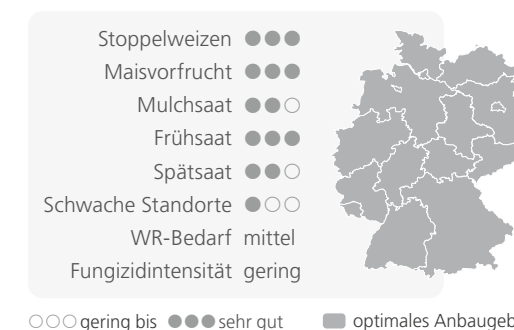 Stoppelweizen ●●●
Maisvorfrucht ●●●
Mulchsaat ●●○
Frühsaat ●●●
Spätsaat ●●○
Schwache Standorte ●○○
WR-Bedarf mittel
Fungizidintensität gering
○○○ gering bis ●●● sehr gut optimales Anbaugeb